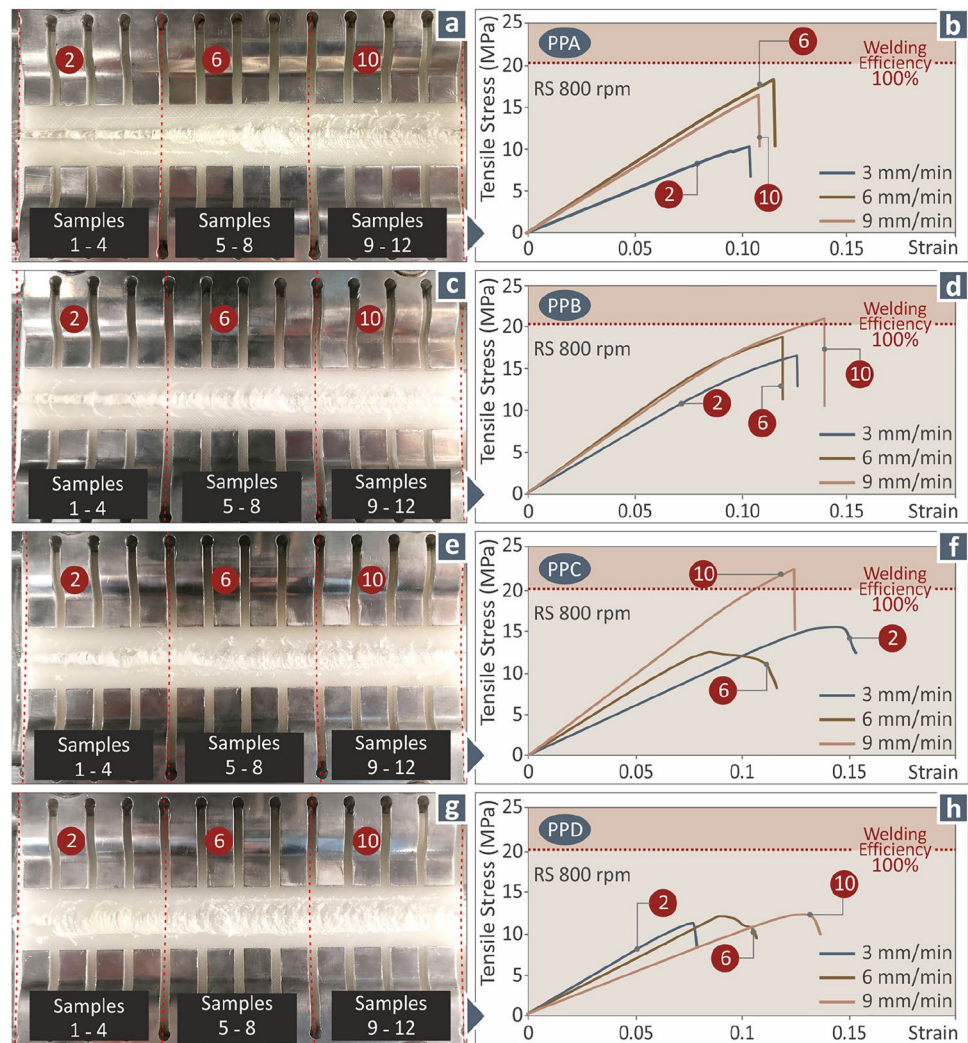 a
2
6
10
Samples
1 - 4
Samples
5 - 8
Samples
9 - 12
b
PPA
6
Welding
Efficiency
100%
RS 800 rpm
2
10
3 mm/min
6 mm/min
9 mm/min
Tensile Stress (MPa)
25
20
15
10
5
0
0
0.05
0.1
0.15
Strain
c
2
6
10
Samples
1 - 4
Samples
5 - 8
Samples
9 - 12
d
PPB
Welding
Efficiency
100%
RS 800 rpm
10
2
6
3 mm/min
6 mm/min
9 mm/min
Tensile Stress (MPa)
25
20
15
10
5
0
0
0.05
0.1
0.15
Strain
e
2
6
10
Samples
1 - 4
Samples
5 - 8
Samples
9 - 12
f
PPC
10
Welding
Efficiency
100%
RS 800 rpm
2
6
3 mm/min
6 mm/min
9 mm/min
Tensile Stress (MPa)
25
20
15
10
5
0
0
0.05
0.1
0.15
Strain
g
2
6
10
Samples
1 - 4
Samples
5 - 8
Samples
9 - 12
h
PPD
Welding
Efficiency
100%
RS 800 rpm
10
2
6
3 mm/min
6 mm/min
9 mm/min
Tensile Stress (MPa)
25
20
15
10
5
0
0
0.05
0.1
0.15
Strain